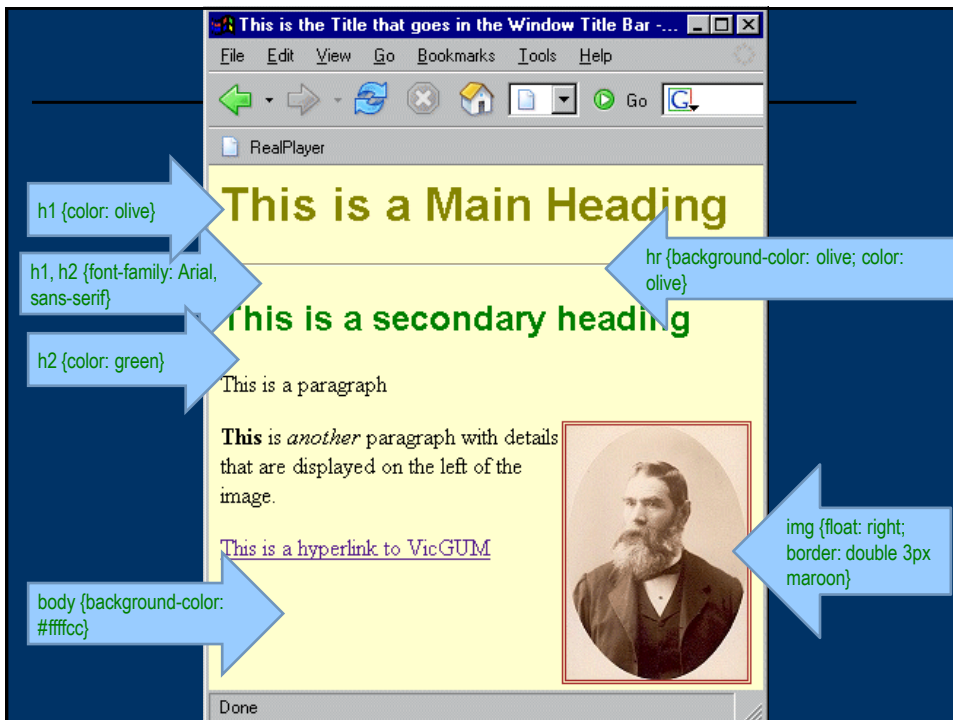 This is the Title that goes in the Window Title Bar -...
File Edit View Go Bookmarks Tools Help
Go G
RealPlayer
This is a Main Heading
h1 {color: olive}
hr {background-color: olive; color:
olive}
h1, h2 {font-family: Arial,
sans-serif}
This is a secondary heading
h2 {color: green}
This is a paragraph
This is another paragraph with details
that are displayed on the left of the
image.
img {float: right;
border: double 3px
maroon}
This is a hyperlink to VicGUM
body {background-color:
#ffffcc}
Done